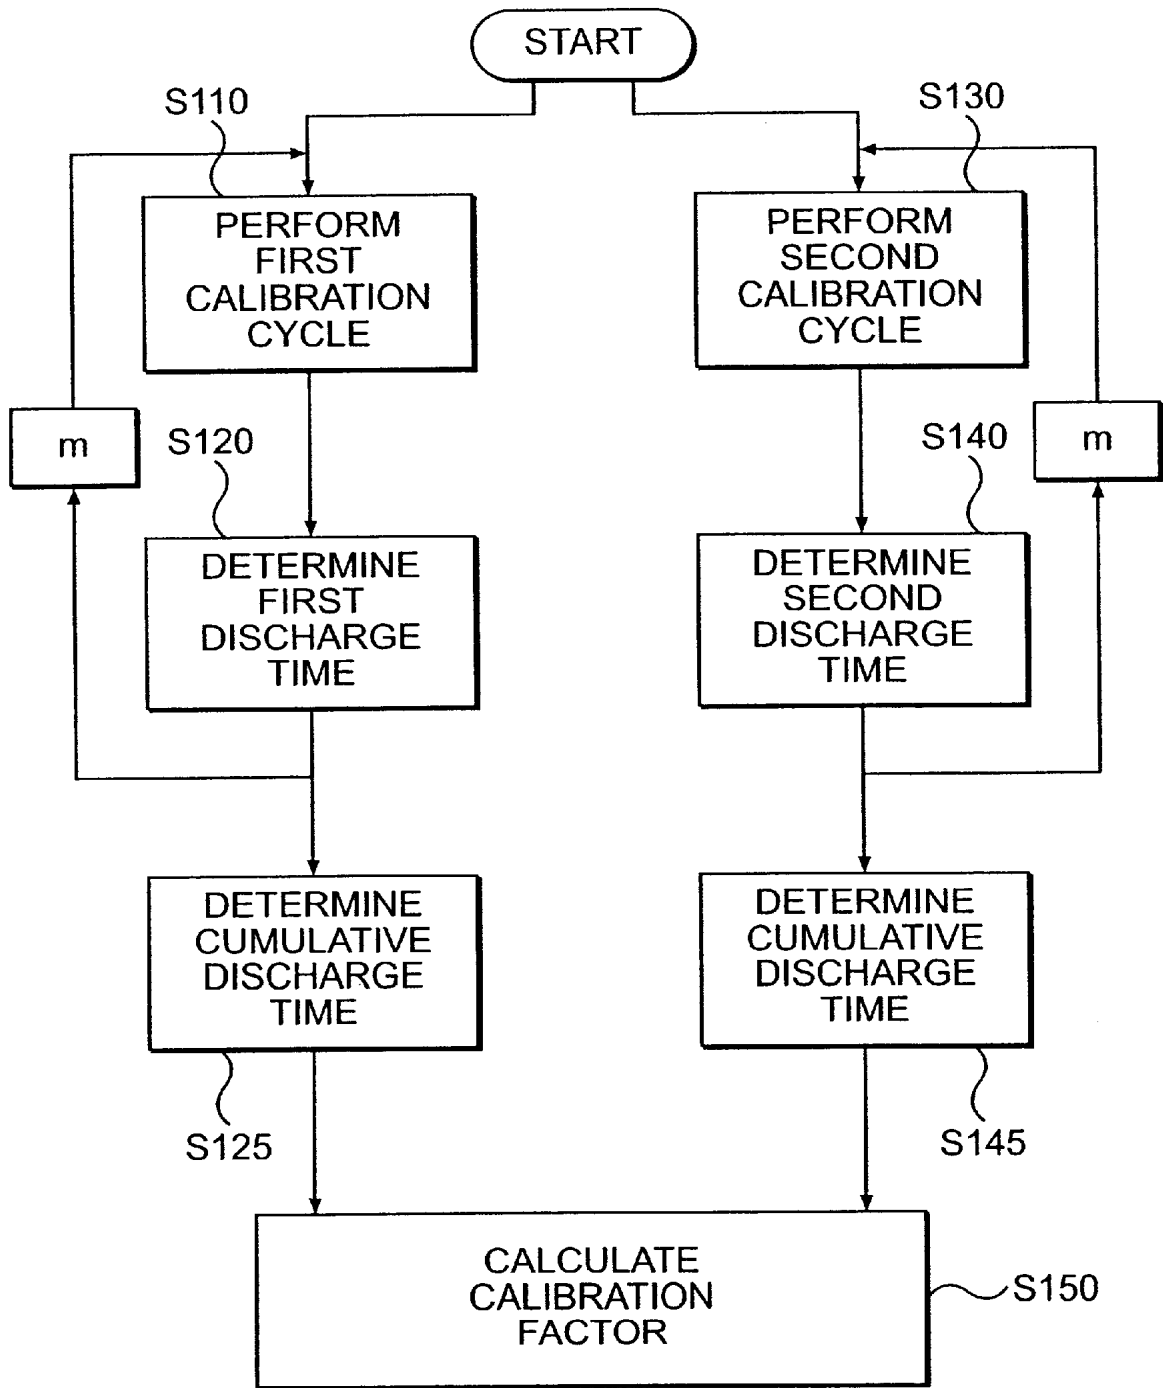 START
S110
S130
PERFORM
FIRST
CALIBRATION
CYCLE
PERFORM
SECOND
CALIBRATION
CYCLE
m
m
S120
S140
DETERMINE
FIRST
DISCHARGE
TIME
DETERMINE
SECOND
DISCHARGE
TIME
DETERMINE
CUMULATIVE
DISCHARGE
TIME
DETERMINE
CUMULATIVE
DISCHARGE
TIME
S125
S145
CALCULATE
CALIBRATION
FACTOR
S150